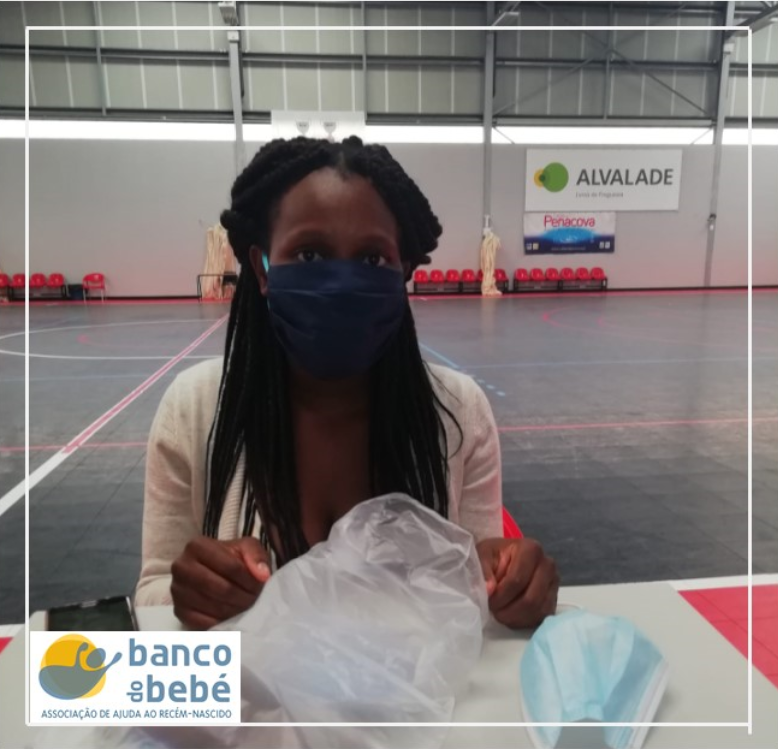 ALVALADE
Junta de Freguesia
Penacova
banco
do bebé
ASSOCIAÇÃO DE AJUDA AO RECÉM-NASCIDO